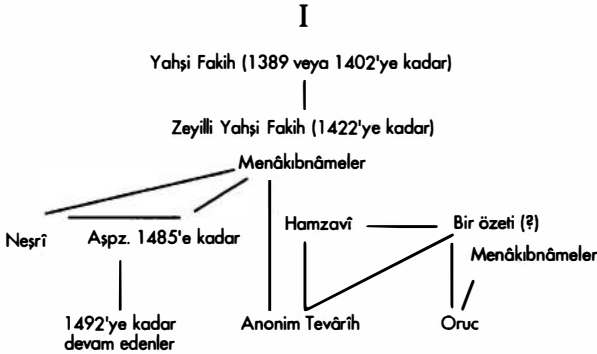 I
Yahşi Fakih (1389 veya 1402'ye kadar)
Zeyilli Yahşi Fakih (1422'ye kadar)
Menâkıbnâmeler
Neşrî
Aşpz. 1485'e kadar
Hamzavî
Bir özeti (?)
Menâkıbnâmeler
1492'ye kadar
devam edenler
Anonim Tevârîh
Oruc